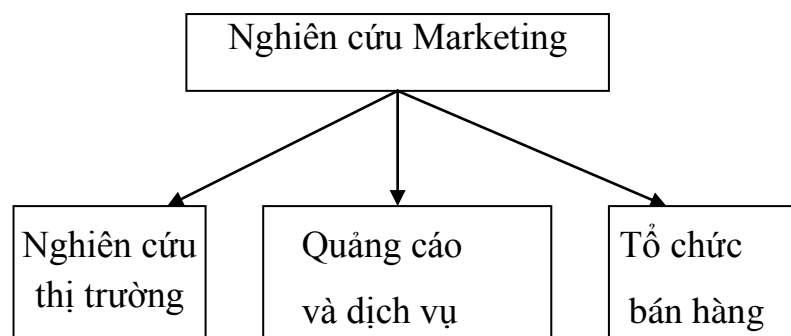 Nghiên cứu Marketing
Nghiên cứu
thị trường
Quảng cáo
và dịch vụ
Tổ chức
bán hàng